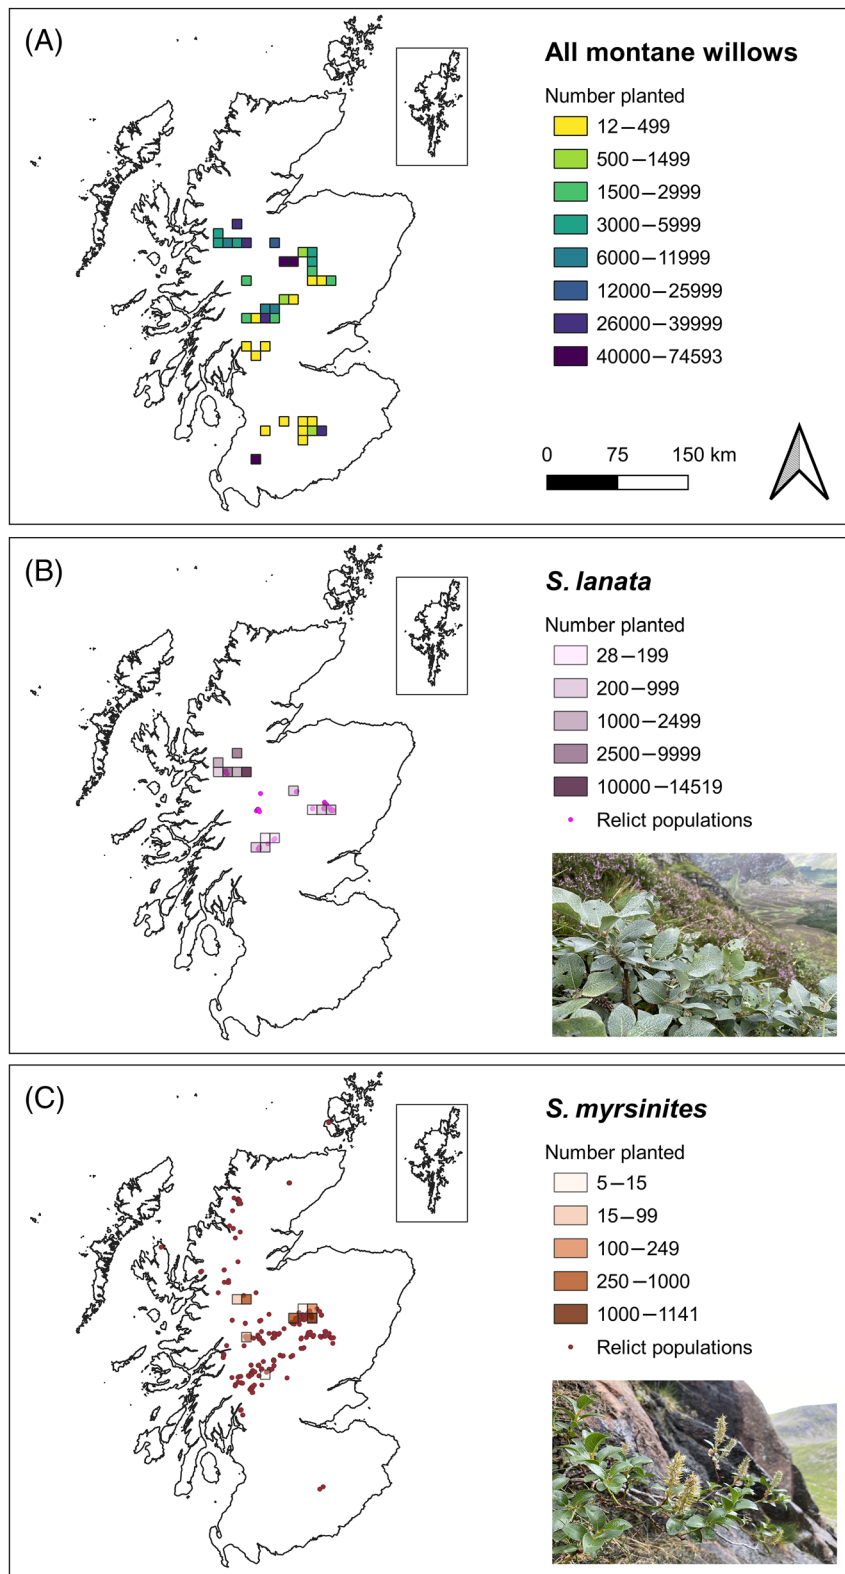 (A)
All montane willows
Number planted
12–499
500–1499
1500–2999
3000–5999
6000–11999
12000–25999
26000–39999
40000–74593
0 75 150 km
(B)
S. lanata
Number planted
28–199
200–999
1000–2499
2500–9999
10000–14519
Relict populations
(C)
S. myrsinites
Number planted
5–15
15–99
100–249
250–1000
1000–1141
Relict populations